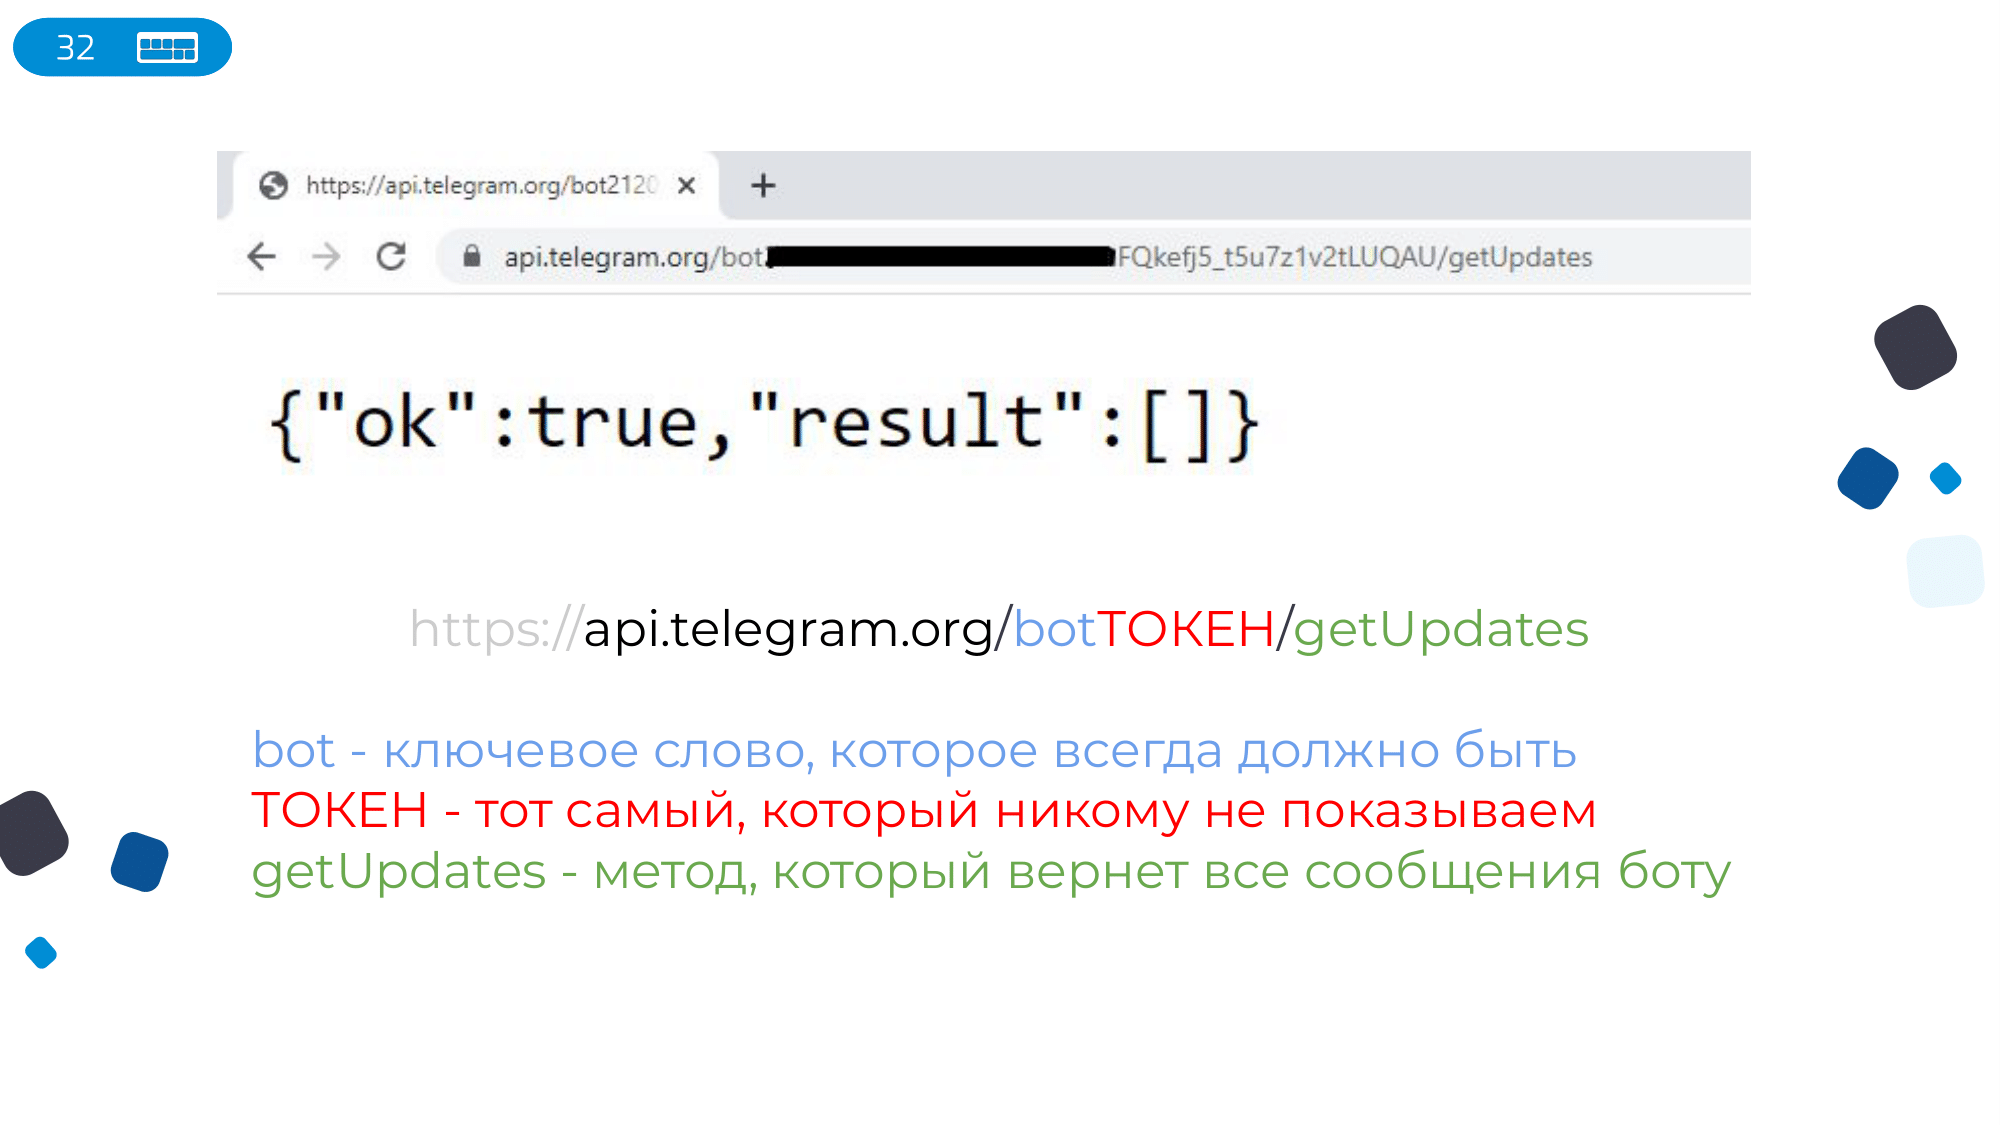 32
https://api.telegram.org/bot2120
api.telegram.org/bot FQkefj5_t5u7z1v2tLUQAU/getUpdates
{"ok":true,"result":[]}
https://api.telegram.org/botТОКЕН/getUpdates
bot - ключевое слово, которое всегда должно быть
ТОКЕН - тот самый, который никому не показываем
getUpdates - метод, который вернет все сообщения боту